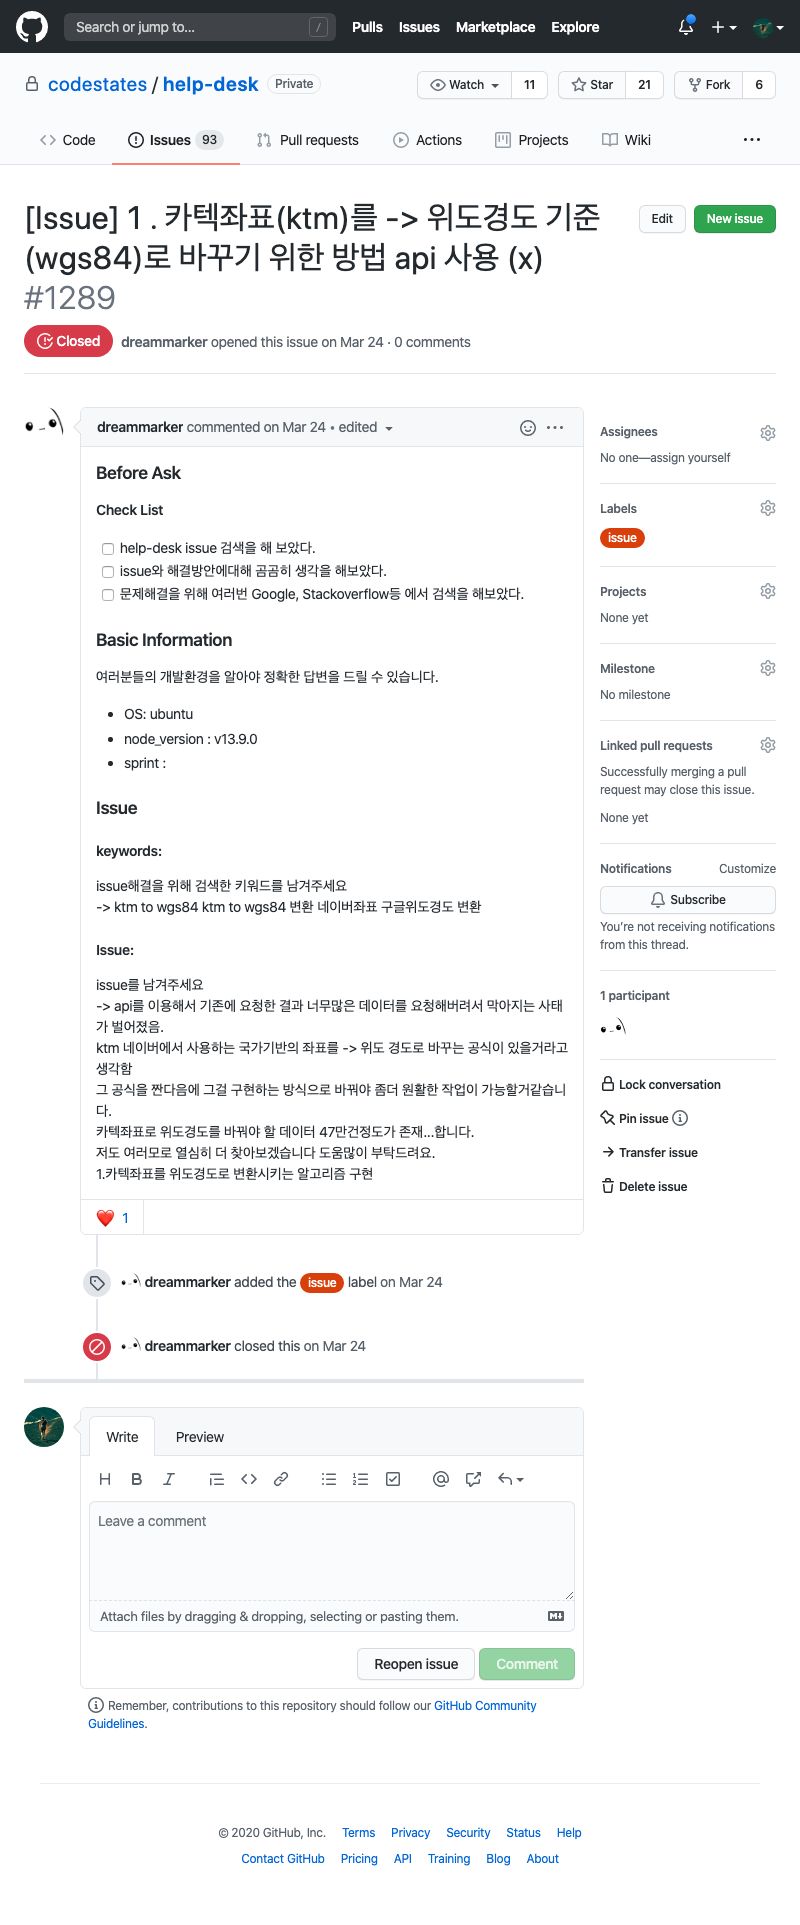 Search or jump to...
/
Pulls
Issues
Marketplace
Explore
codestates / help-desk
Private
Watch
11
Star
21
Fork
6
Code
Issues
93
Pull requests
Actions
Projects
Wiki
[Issue] 1 . 카텍좌표(ktm)를 -> 위도경도 기준
(wgs84)로 바꾸기 위한 방법 api 사용 (x)
#1289
Edit
New issue
Closed
dreammarker opened this issue on Mar 24 · 0 comments
dreammarker commented on Mar 24 • edited
Before Ask
Check List
help-desk issue 검색을 해 보았다.
issue와 해결방안에대해 곰곰히 생각을 해보았다.
문제해결을 위해 여러번 Google, Stackoverflow등 에서 검색을 해보았다.
Basic Information
여러분들의 개발환경을 알아야 정확한 답변을 드릴 수 있습니다.
• OS: ubuntu
• node_version : v13.9.0
• sprint :
Issue
keywords:
issue해결을 위해 검색한 키워드를 남겨주세요
-> ktm to wgs84 ktm to wgs84 변환 네이버좌표 구글위도경도 변환
Issue:
issue를 남겨주세요
-> api를 이용해서 기존에 요청한 결과 너무많은 데이터를 요청해버려서 막아지는 사태
가 벌어졌음.
ktm 네이버에서 사용하는 국가기반의 좌표를 -> 위도 경도로 바꾸는 공식이 있을거라고
생각함
그 공식을 짠다음에 그걸 구현하는 방식으로 바꿔야 좀더 원활한 작업이 가능할거같습니
다.
카텍좌표로 위도경도를 바꿔야 할 데이터 47만건정도가 존재...합니다.
저도 여러모로 열심히 더 찾아보겠습니다 도움많이 부탁드려요.
1.카텍좌표를 위도경도로 변환시키는 알고리즘 구현
❤️ 1
dreammarker added the issue label on Mar 24
dreammarker closed this on Mar 24
Assignees
No one—assign yourself
Labels
issue
Projects
None yet
Milestone
No milestone
Linked pull requests
Successfully merging a pull
request may close this issue.
None yet
Notifications
Customize
Subscribe
You're not receiving notifications
from this thread.
1 participant
Lock conversation
Pin issue
Transfer issue
Delete issue
Write
Preview
Leave a comment
Attach files by dragging & dropping, selecting or pasting them.
Reopen issue
Comment
Remember, contributions to this repository should follow our GitHub Community
Guidelines.
© 2020 GitHub, Inc.
Terms
Privacy
Security
Status
Help
Contact GitHub
Pricing
API
Training
Blog
About